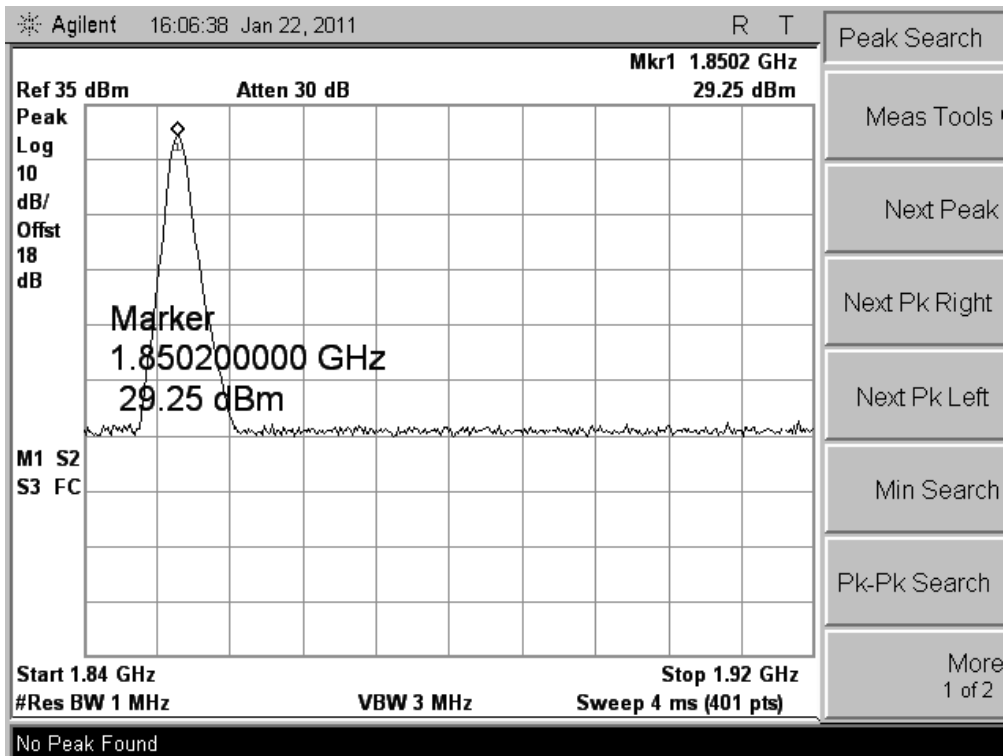 Agilent 16:06:38 Jan 22, 2011 R T
Mkr1 1.8502 GHz
Ref 35 dBm Atten 30 dB 29.25 dBm
Peak
Log
10
dB/
Offst
18
dB
1
Marker
1.850200000 GHz
29.25 dBm
M1 S2
S3 FC
Start 1.84 GHz Stop 1.92 GHz
#Res BW 1 MHz VBW 3 MHz Sweep 4 ms (401 pts)
No Peak Found
Peak Search
Meas Tools
Next Peak
Next Pk Right
Next Pk Left
Min Search
Pk-Pk Search
More
1 of 2